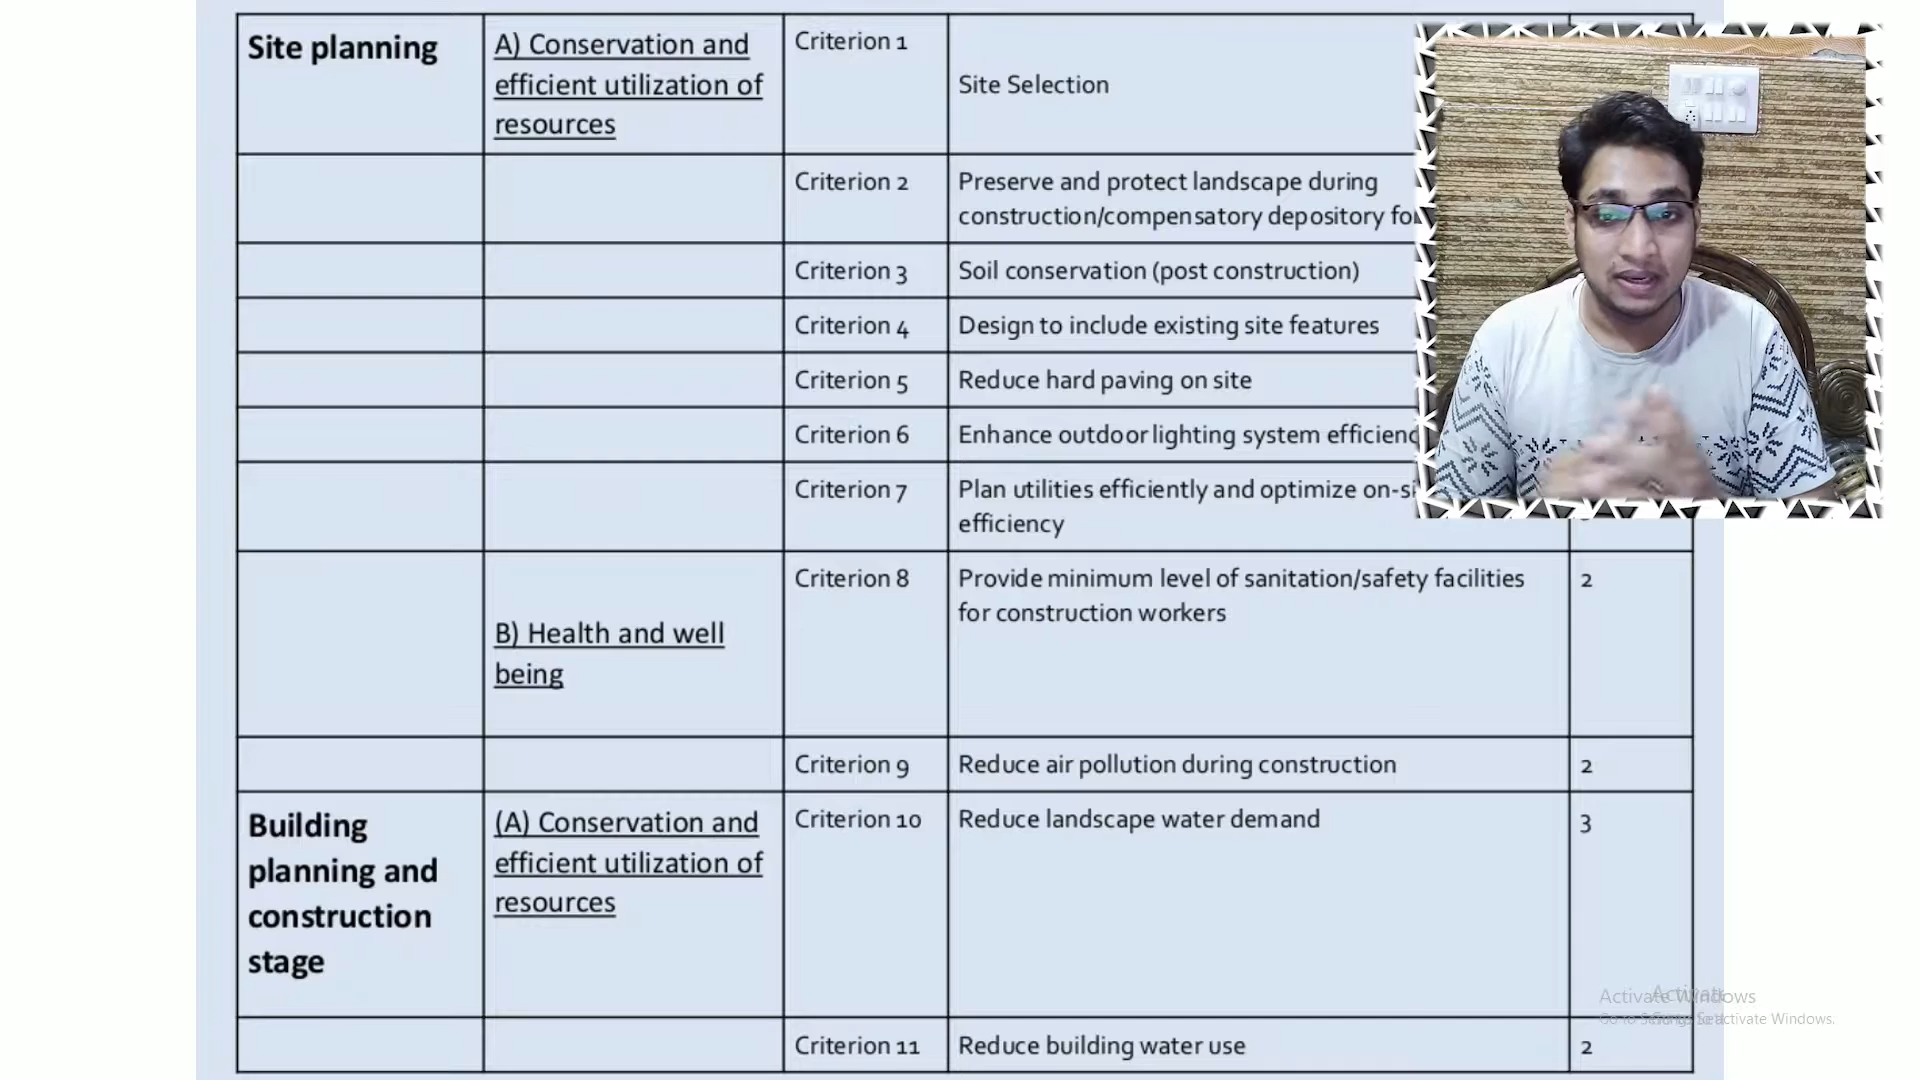 Site planning
A) Conservation and
efficient utilization of
resources
Criterion 1
Site Selection
Criterion 2
Preserve and protect landscape during
construction/compensatory depository
Criterion 3
Soil conservation (post construction)
Criterion 4
Design to include existing site features
Criterion 5
Reduce hard paving on site
Criterion 6
Enhance outdoor lighting system
Criterion 7
Plan utilities efficiently and optimize
efficiency
B) Health and well
being
Criterion 8
Provide minimum level of sanitation/safety facilities
for construction workers
2
Criterion 9
Reduce air pollution during construction
2
Building
planning and
construction
stage
(A) Conservation and
efficient utilization of
resources
Criterion 10
Reduce landscape water demand
3
Criterion 11
Reduce building water use
2
Activate Windows